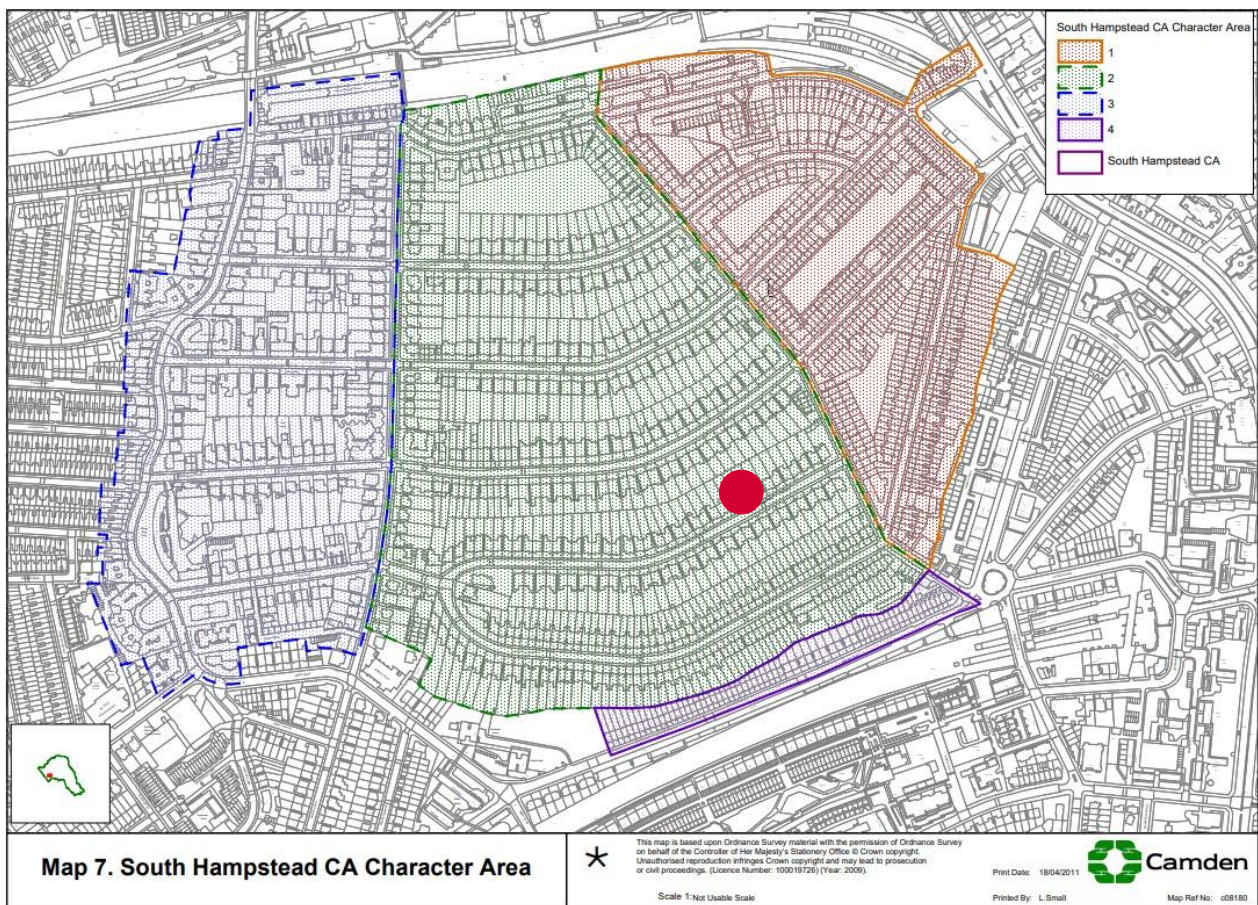 South Hampstead CA Character Area
1
2
3
4
South Hampstead CA
Map 7. South Hampstead CA Character Area
This map is based upon Ordnance Survey material with the permission of Ordnance Survey
on behalf of the Controller of Her Majesty's Stationery Office © Crown copyright.
Unauthorised reproduction infringes Crown copyright and may lead to prosecution
or civil proceedings. (Licence Number: 100019726) (Year: 2009).
Scale 1: Not Usable Scale
Print Date: 18/04/2011
Printed By: L.Small
Camden
Map Ref No: c08180